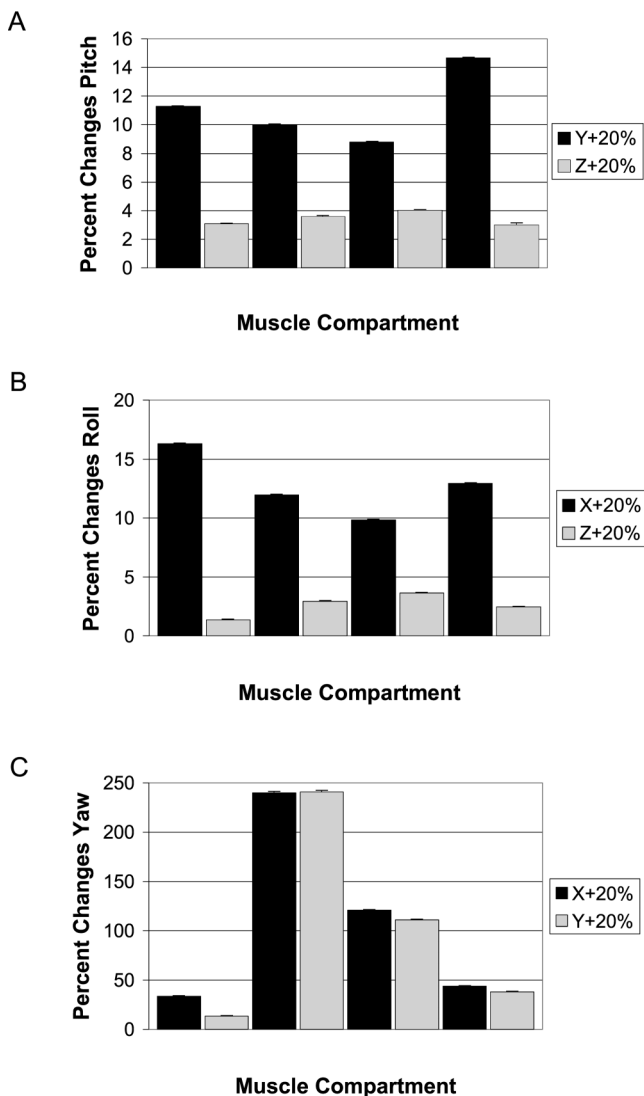 A
Percent Changes Pitch
16
14
12
10
8
6
4
2
0
Y+20%
Z+20%
Muscle Compartment
B
Percent Changes Roll
20
15
10
5
0
X+20%
Z+20%
Muscle Compartment
C
Percent Changes Yaw
250
200
150
100
50
0
X+20%
Y+20%
Muscle Compartment